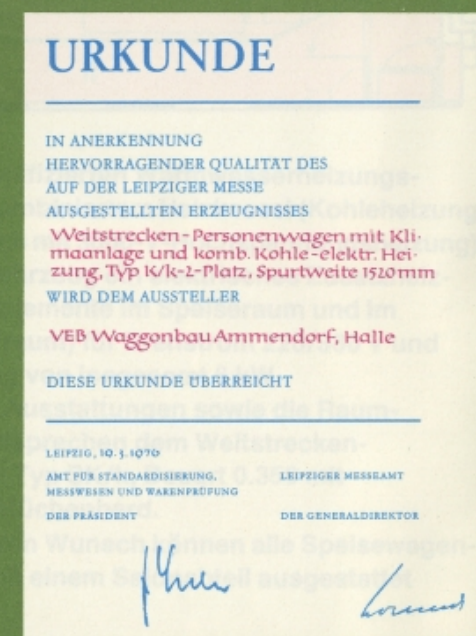 URKUNDE
IN ANERKENNUNG
HERVORRAGENDER QUALITÄT DES
AUF DER LEIPZIGER MESSE
AUSGESTELLTEN ERZEUGNISSES
Weitstrecken-Personenwagen mit Kli-
maanlage und komb. Kohle-elektr. Hei-
zung, Typ K/k-2-Platz, Spurtweite 1520 mm
WIRD DEM AUSSTELLER
VEB Waggonbau Ammendorf, Halle
DIESE URKUNDE ÜBERREICHT
LEIPZIG, 10.3.1970
AMT FÜR STANDARDISIERUNG, LEIPZIGER MESSEAMT
MESSWESEN UND WARENPRÜFUNG
DER PRÄSIDENT DER GENERALDIREKTOR